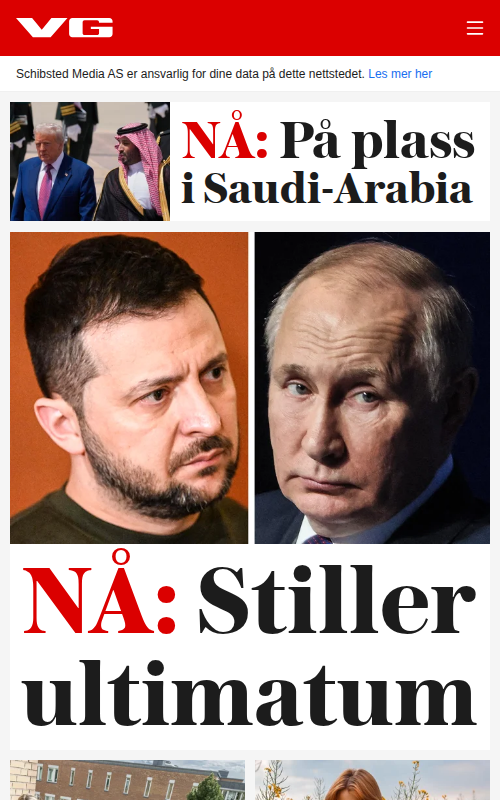 VG
Schibsted Media AS er ansvarlig for dine data på dette nettstedet. Les mer her
NÅ: På plass
i Saudi-Arabia
NÅ: Stiller
ultimatum